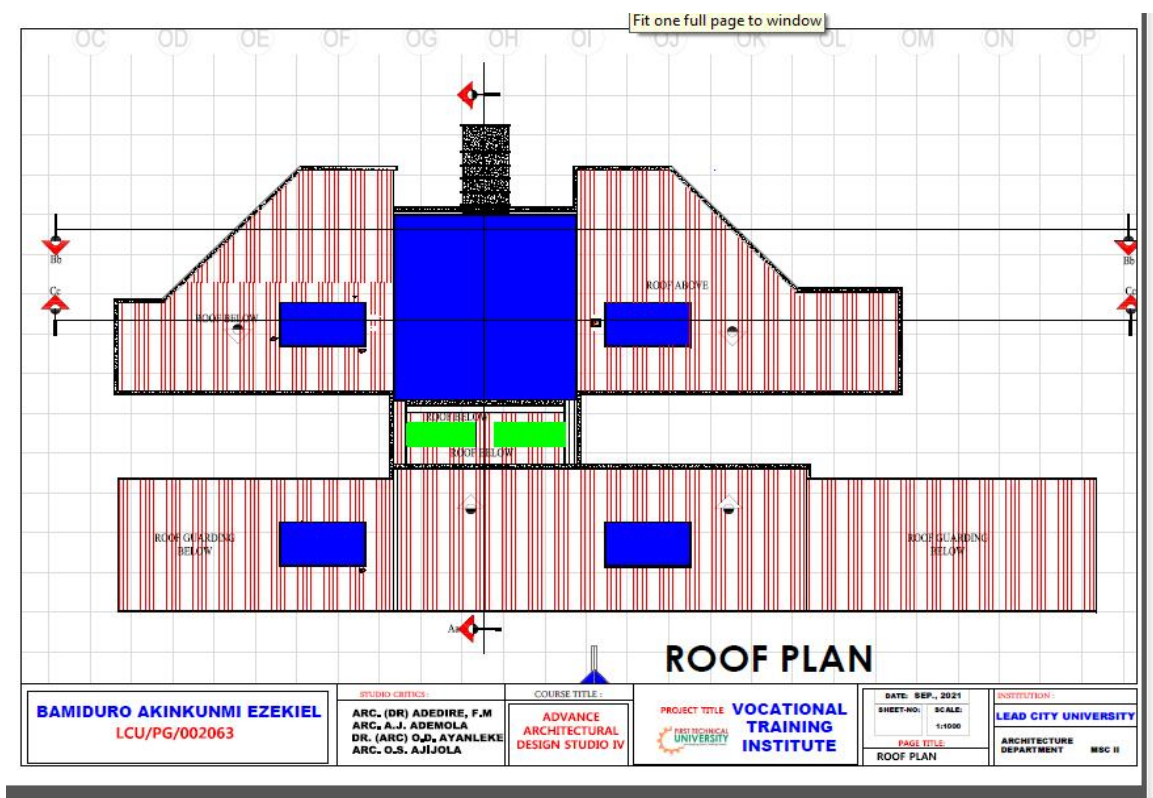 Fit one full page to window
OC OD OE OF OG OH OI OJ OK OL OM ON OP
Bb
Bb
Cc
Cc
ROOF ABOVE
ROOF BELOW
ROOF BELOW
ROOF BELOW
ROOF GUARDING
BELOW
ROOF GUARDING
BELOW
Aa
ROOF PLAN
BAMIDURO AKINKUNMI EZEKIEL
LCU/PG/002063
STUDIO CRITICS :
ARC. (DR) ADEDIRE, F.M
ARC. A.J. ADEMOLA
DR. (ARC) O.D. AYANLEKE
ARC. O.S. AJIJOLA
COURSE TITLE :
ADVANCE
ARCHITECTURAL
DESIGN STUDIO IV
PROJECT TITLE VOCATIONAL
TRAINING
INSTITUTE
FIRST TECHNICAL
UNIVERSITY
DATE: SEP., 2021
SHEET-NO: SCALE:
1:1000
PAGE TITLE:
ROOF PLAN
INSTITUTION :
LEAD CITY UNIVERSITY
ARCHITECTURE
DEPARTMENT MSC II